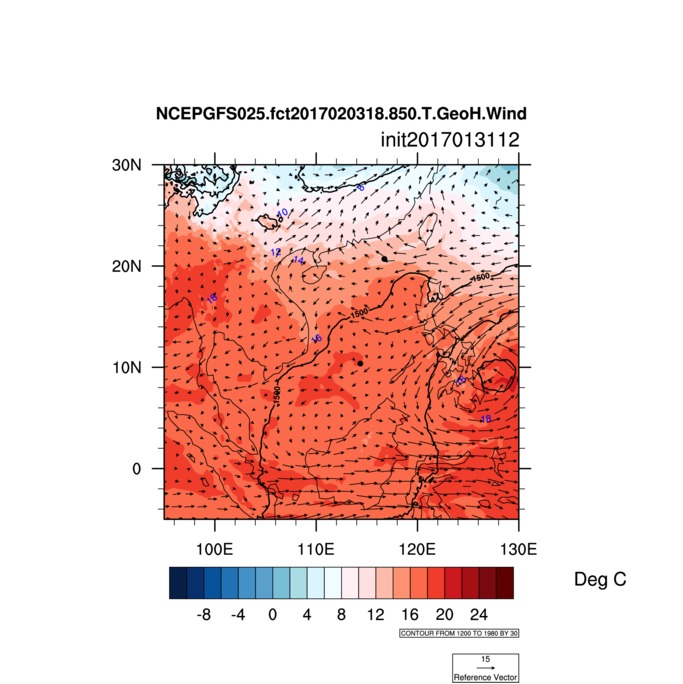 NCEPGFS025.fct2017020318.850.T.GeoH.Wind
init2017013112
30N
20N
10N
0
100E
110E
120E
130E
6
10
12
14
1500
18
1500
16
1500
18
-8
-4
0
4
8
12
16
20
24
Deg C
CONTOUR FROM 1200 TO 1980 BY 30
15
Reference Vector